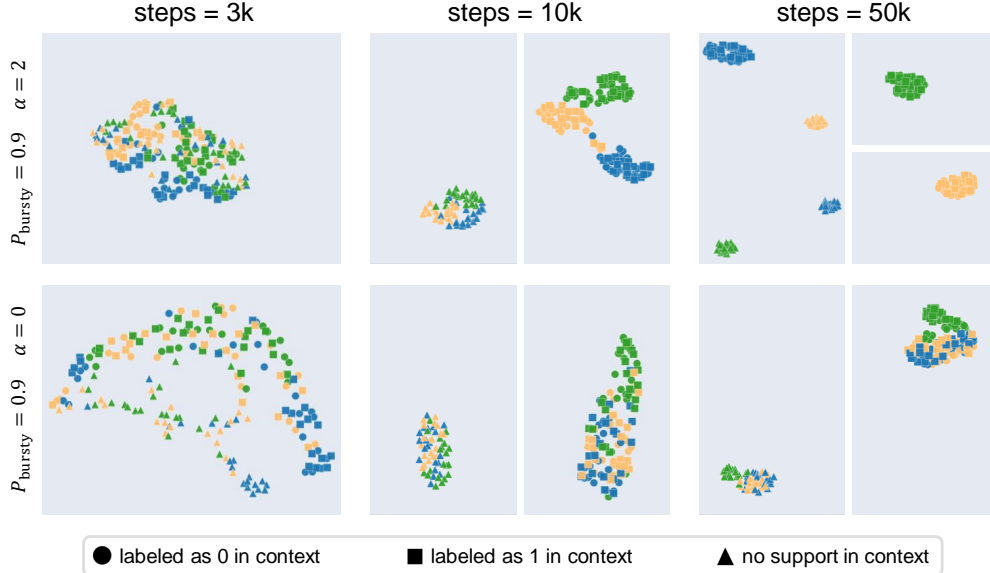 steps = 3k
steps = 10k
steps = 50k
P_bursty = 0.9 α = 2
P_bursty = 0.9 α = 0
labeled as 0 in context
labeled as 1 in context
no support in context